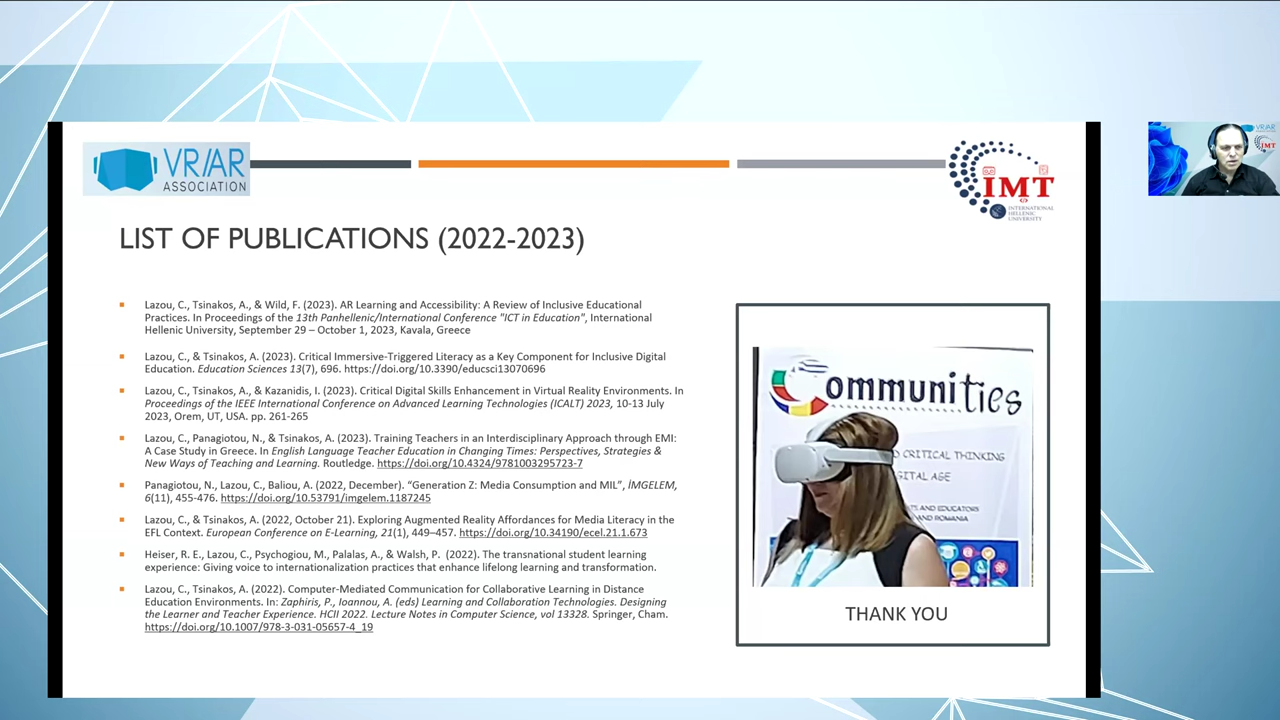 VR/AR
ASSOCIATION
IMT
INTERNATIONAL
HELLENIC
UNIVERSITY
LIST OF PUBLICATIONS (2022-2023)
Lazou, C., Tsinakos, A., & Wild, F. (2023). AR Learning and Accessibility: A Review of Inclusive Educational
Practices. In Proceedings of the 13th Panhellenic/International Conference "ICT in Education", International
Hellenic University, September 29 – October 1, 2023, Kavala, Greece
Lazou, C., & Tsinakos, A. (2023). Critical Immersive-Triggered Literacy as a Key Component for Inclusive Digital
Education. Education Sciences 13(7), 696. https://doi.org/10.3390/educsci13070696
Lazou, C., Tsinakos, A., & Kazanidis, I. (2023). Critical Digital Skills Enhancement in Virtual Reality Environments. In
Proceedings of the IEEE International Conference on Advanced Learning Technologies (ICALT) 2023, 10-13 July
2023, Orem, UT, USA. pp. 261-265
Lazou, C., Panagiotou, N., & Tsinakos, A. (2023). Training Teachers in an Interdisciplinary Approach through EMI:
A Case Study in Greece. In English Language Teacher Education in Changing Times: Perspectives, Strategies &
New Ways of Teaching and Learning. Routledge. https://doi.org/10.4324/9781003295723-7
Panagiotou, N., Lazou, C., Baliou, A. (2022, December). “Generation Z: Media Consumption and MIL”, İMGELEM,
6(11), 455-476. https://doi.org/10.53791/imgelem.1187245
Lazou, C., & Tsinakos, A. (2022, October 21). Exploring Augmented Reality Affordances for Media Literacy in the
EFL Context. European Conference on E-Learning, 21(1), 449–457. https://doi.org/10.34190/ecel.21.1.673
Heiser, R. E., Lazou, C., Psychogiou, M., Palalas, A., & Walsh, P. (2022). The transnational student learning
experience: Giving voice to internationalization practices that enhance lifelong learning and transformation.
Lazou, C., Tsinakos, A. (2022). Computer-Mediated Communication for Collaborative Learning in Distance
Education Environments. In: Zaphiris, P., Ioannou, A. (eds) Learning and Collaboration Technologies. Designing
the Learner and Teacher Experience. HCII 2022. Lecture Notes in Computer Science, vol 13328. Springer, Cham.
https://doi.org/10.1007/978-3-031-05657-4_19
Communities
CRITICAL THINKING
GITAL AGE
TS AND EDUCATORS
AND ROMANIA
THANK YOU
VR/AR
IMT